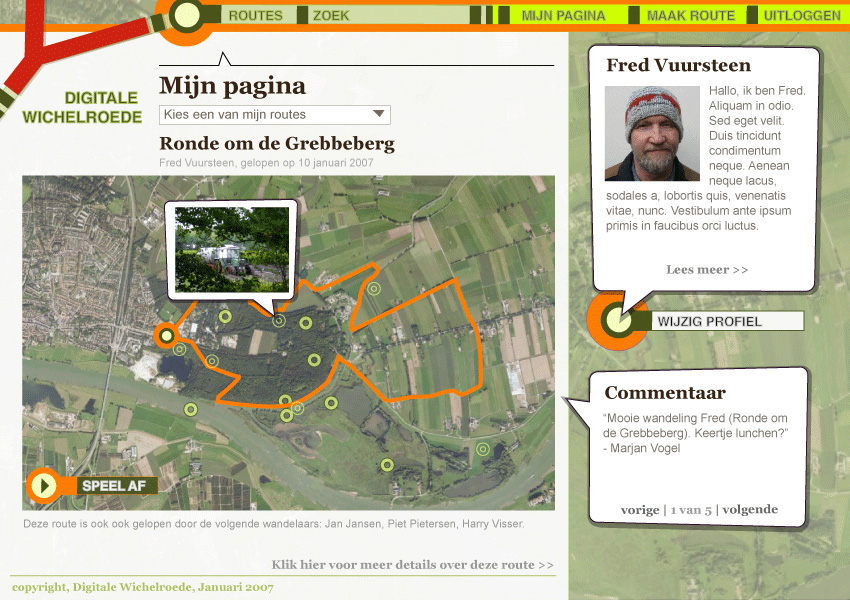 ROUTES
ZOEK
MIJN PAGINA
MAAK ROUTE
UITLOGGEN
DIGITALE
WICHELROEDE
Mijn pagina
Kies een van mijn routes
Ronde om de Grebbeberg
Fred Vuursteen, gelopen op 10 januari 2007
SPEEL AF
Deze route is ook ook gelopen door de volgende wandelaars: Jan Jansen, Piet Pietersen, Harry Visser.
Klik hier voor meer details over deze route >>
copyright, Digitale Wichelroede, Januari 2007
Fred Vuursteen
Hallo, ik ben Fred.
Aliquam in odio.
Sed eget velit.
Duis tincidunt
condimentum
neque. Aenean
neque lacus,
sodales a, lobortis quis, venenatis
vitae, nunc. Vestibulum ante ipsum
primis in faucibus orci luctus.
Lees meer >>
WIJZIG PROFIEL
Commentaar
“Mooie wandeling Fred (Ronde om
de Grebbeberg). Keertje lunchen?”
- Marjan Vogel
vorige | 1 van 5 | volgende